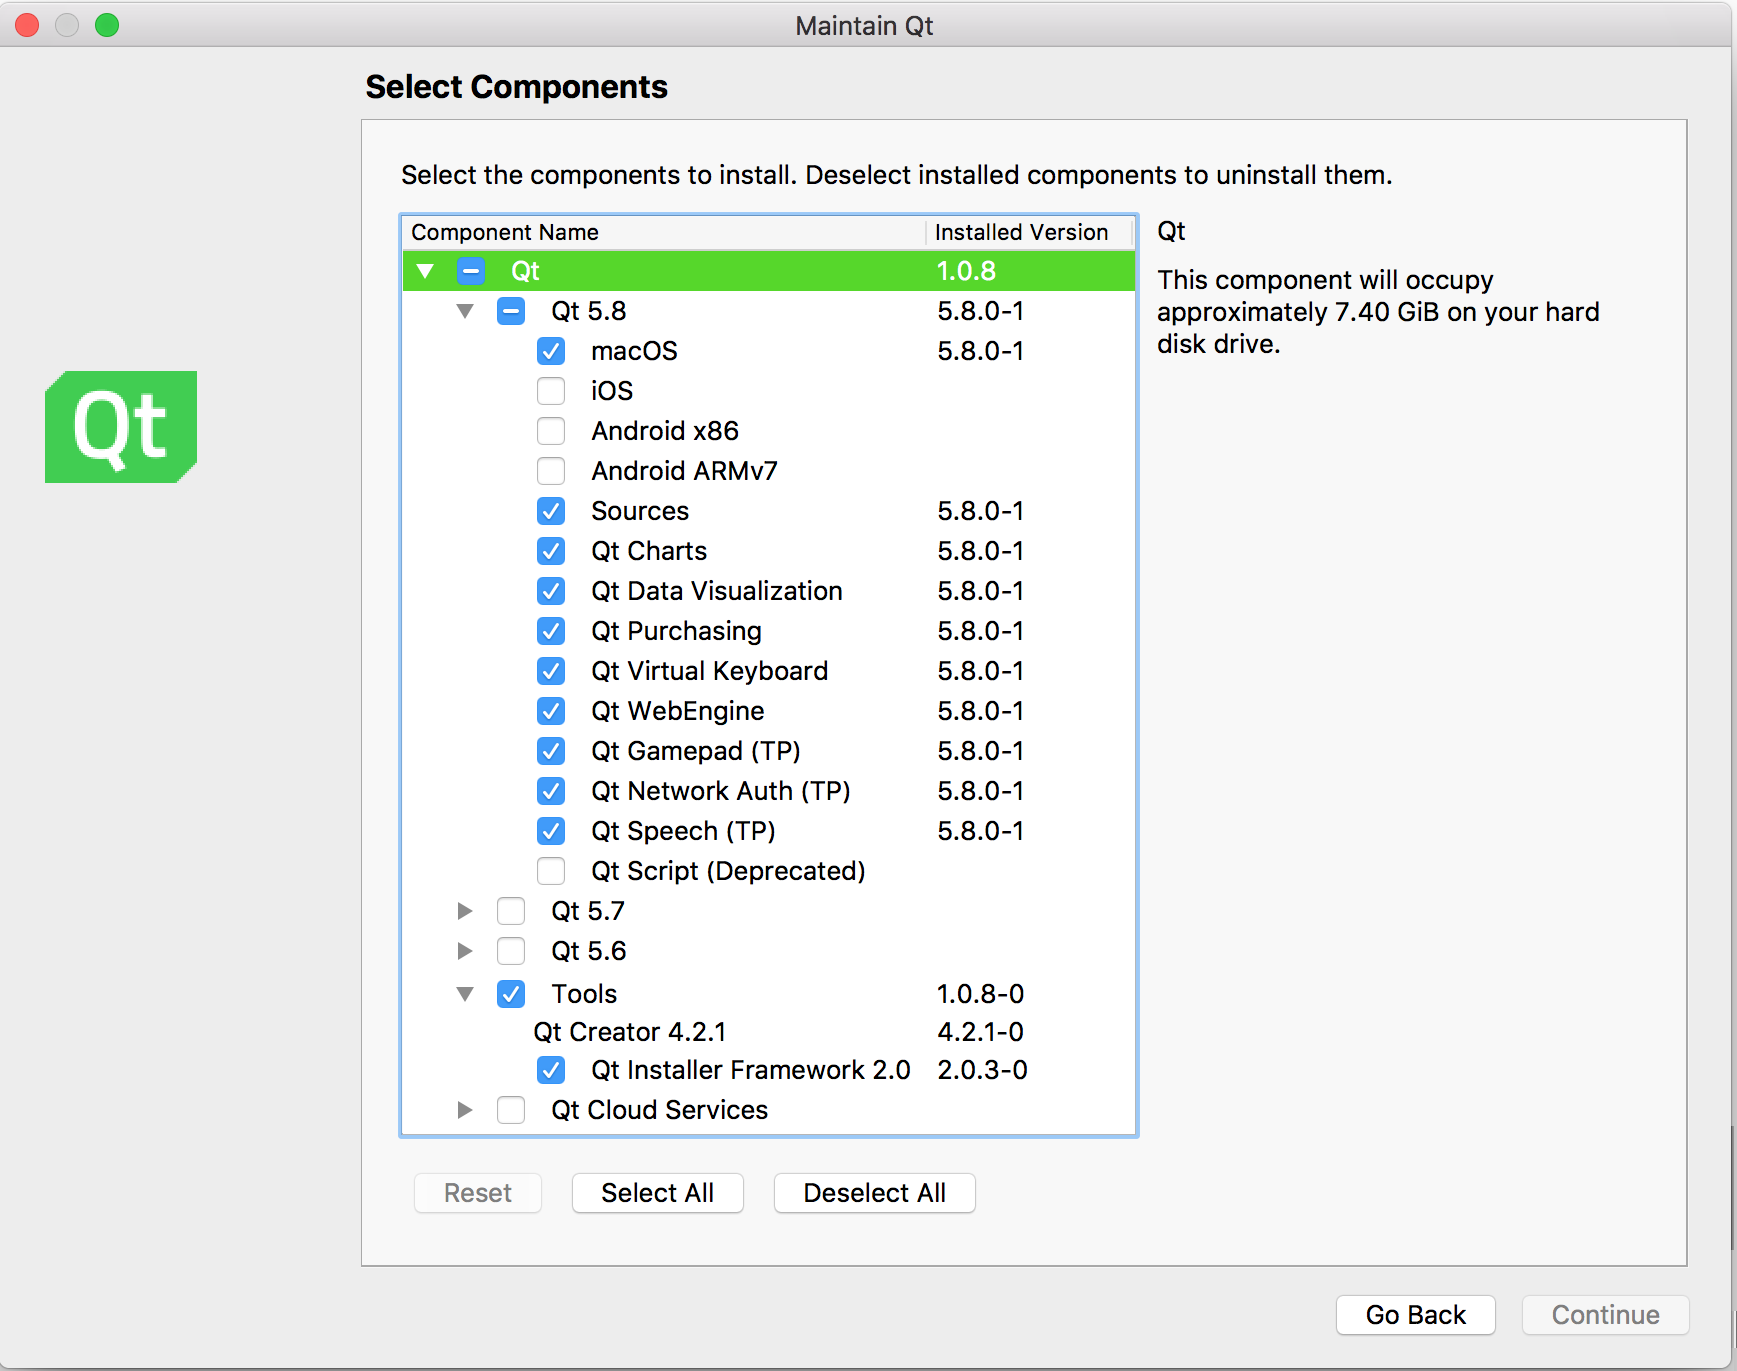 Maintain Qt
Select Components
Select the components to install. Deselect installed components to uninstall them.
Component Name Installed Version
Qt 1.0.8
Qt 5.8 5.8.0-1
macOS 5.8.0-1
iOS
Android x86
Android ARMv7
Sources 5.8.0-1
Qt Charts 5.8.0-1
Qt Data Visualization 5.8.0-1
Qt Purchasing 5.8.0-1
Qt Virtual Keyboard 5.8.0-1
Qt WebEngine 5.8.0-1
Qt Gamepad (TP) 5.8.0-1
Qt Network Auth (TP) 5.8.0-1
Qt Speech (TP) 5.8.0-1
Qt Script (Deprecated)
Qt 5.7
Qt 5.6
Tools 1.0.8-0
Qt Creator 4.2.1 4.2.1-0
Qt Installer Framework 2.0 2.0.3-0
Qt Cloud Services
Qt
This component will occupy
approximately 7.40 GiB on your hard
disk drive.
Qt
Reset Select All Deselect All
Go Back Continue